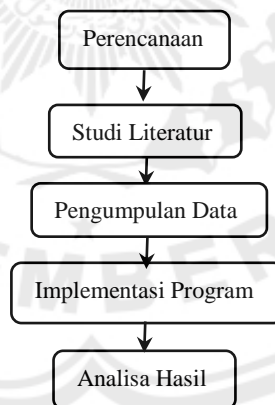 Perencanaan
Studi Literatur
Pengumpulan Data
Implementasi Program
Analisa Hasil